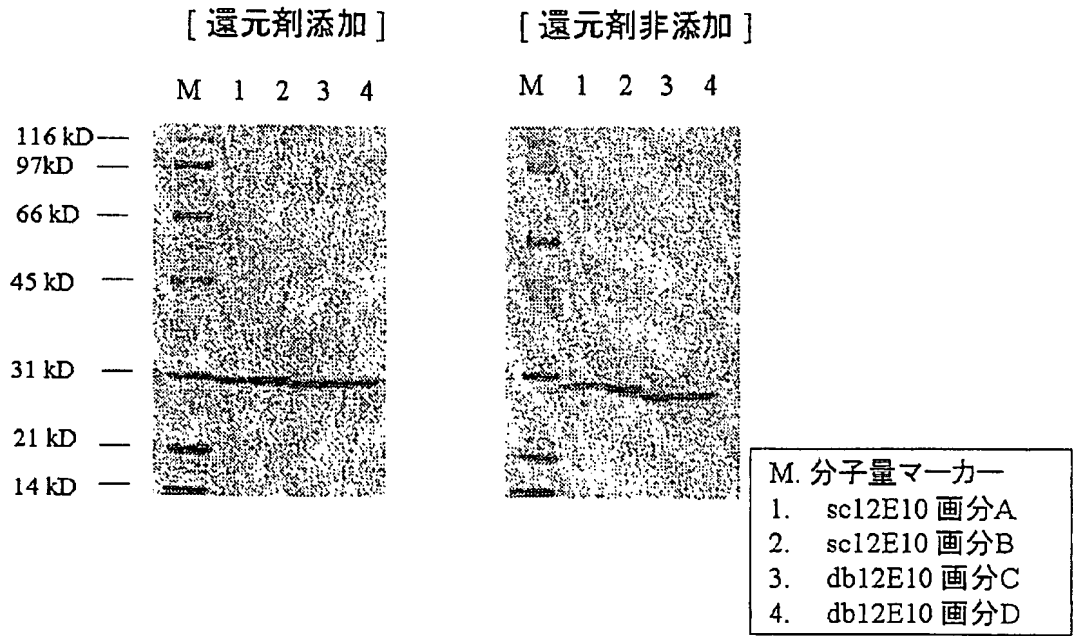 [ 還元剤添加 ]
[ 還元剤非添加 ]
M 1 2 3 4
M 1 2 3 4
116 kD
97kD
66 kD
45 kD
31 kD
21 kD
14 kD
M. 分子量マーカー
1. sc12E10 画分A
2. sc12E10 画分B
3. db12E10 画分C
4. db12E10 画分D